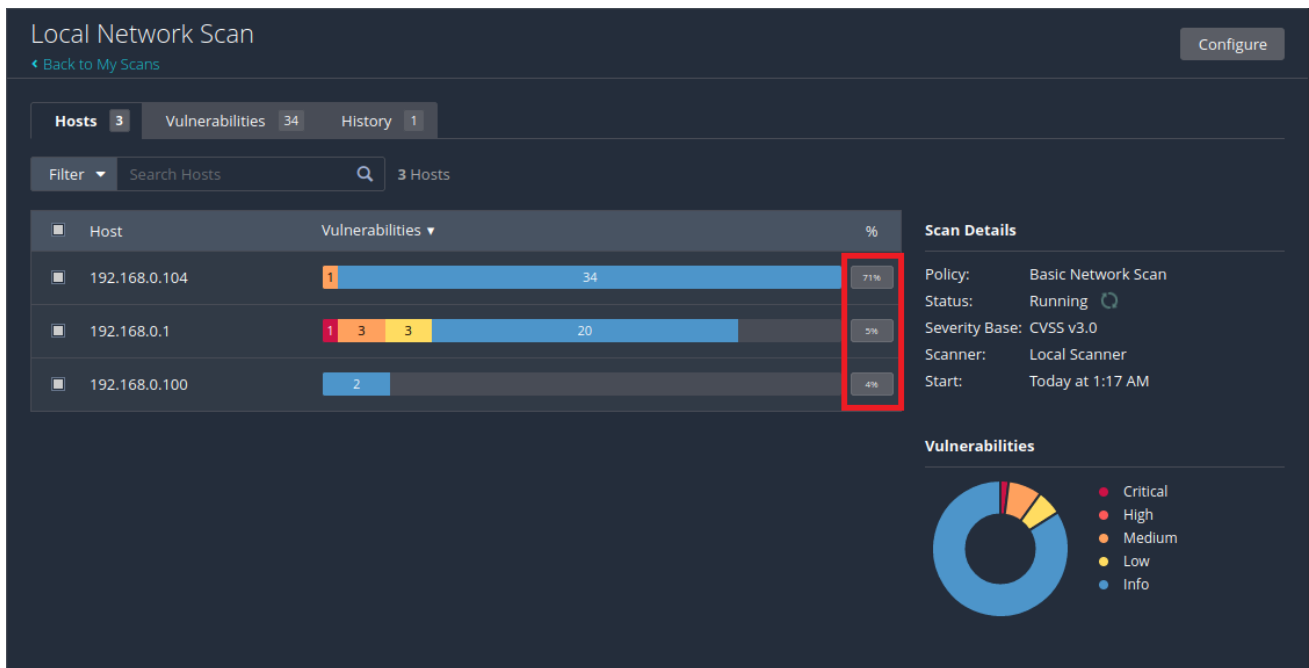 Local Network Scan
Configure
Back to My Scans
Hosts 3 Vulnerabilities 34 History 1
Filter Search Hosts 3 Hosts
Host Vulnerabilities %
192.168.0.104 1 34 71%
192.168.0.1 1 3 3 20 5%
192.168.0.100 2 4%
Scan Details
Policy: Basic Network Scan
Status: Running
Severity Base: CVSS v3.0
Scanner: Local Scanner
Start: Today at 1:17 AM
Vulnerabilities
Critical
High
Medium
Low
Info